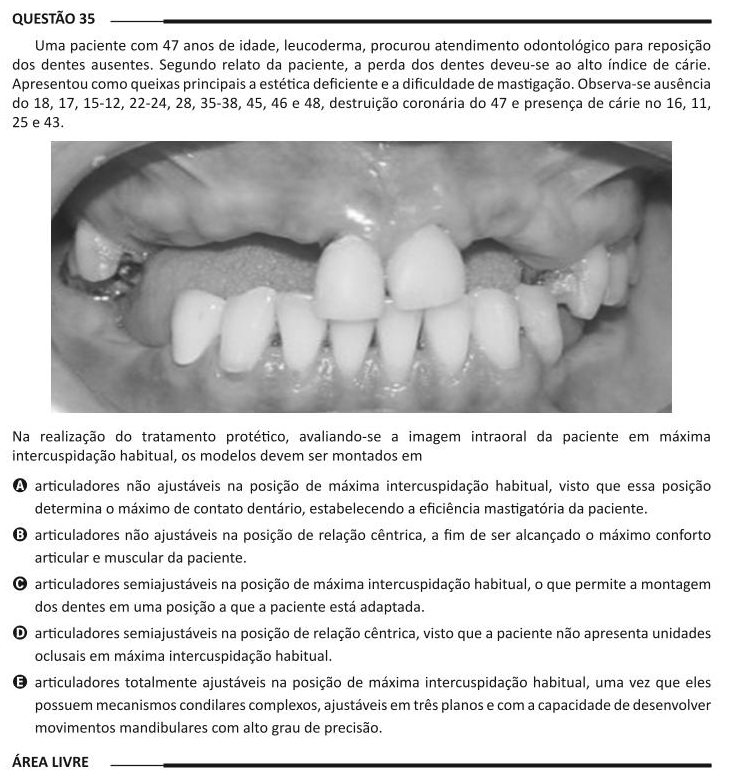 QUESTÃO 35
Uma paciente com 47 anos de idade, leucoderma, procurou atendimento odontológico para reposição
dos dentes ausentes. Segundo relato da paciente, a perda dos dentes deveu-se ao alto índice de cárie.
Apresentou como queixas principais a estética deficiente e a dificuldade de mastigação. Observa-se ausência
do 18, 17, 15-12, 22-24, 28, 35-38, 45, 46 e 48, destruição coronária do 47 e presença de cárie no 16, 11,
25 e 43.
Na realização do tratamento protético, avaliando-se a imagem intraoral da paciente em máxima
intercuspidação habitual, os modelos devem ser montados em
A articuladores não ajustáveis na posição de máxima intercuspidação habitual, visto que essa posição
determina o máximo de contato dentário, estabelecendo a eficiência mastigatória da paciente.
B articuladores não ajustáveis na posição de relação cêntrica, a fim de ser alcançado o máximo conforto
articular e muscular da paciente.
C articuladores semiajustáveis na posição de máxima intercuspidação habitual, o que permite a montagem
dos dentes em uma posição a que a paciente está adaptada.
D articuladores semiajustáveis na posição de relação cêntrica, visto que a paciente não apresenta unidades
oclusais em máxima intercuspidação habitual.
E articuladores totalmente ajustáveis na posição de máxima intercuspidação habitual, uma vez que eles
possuem mecanismos condilares complexos, ajustáveis em três planos e com a capacidade de desenvolver
movimentos mandibulares com alto grau de precisão.
ÁREA LIVRE